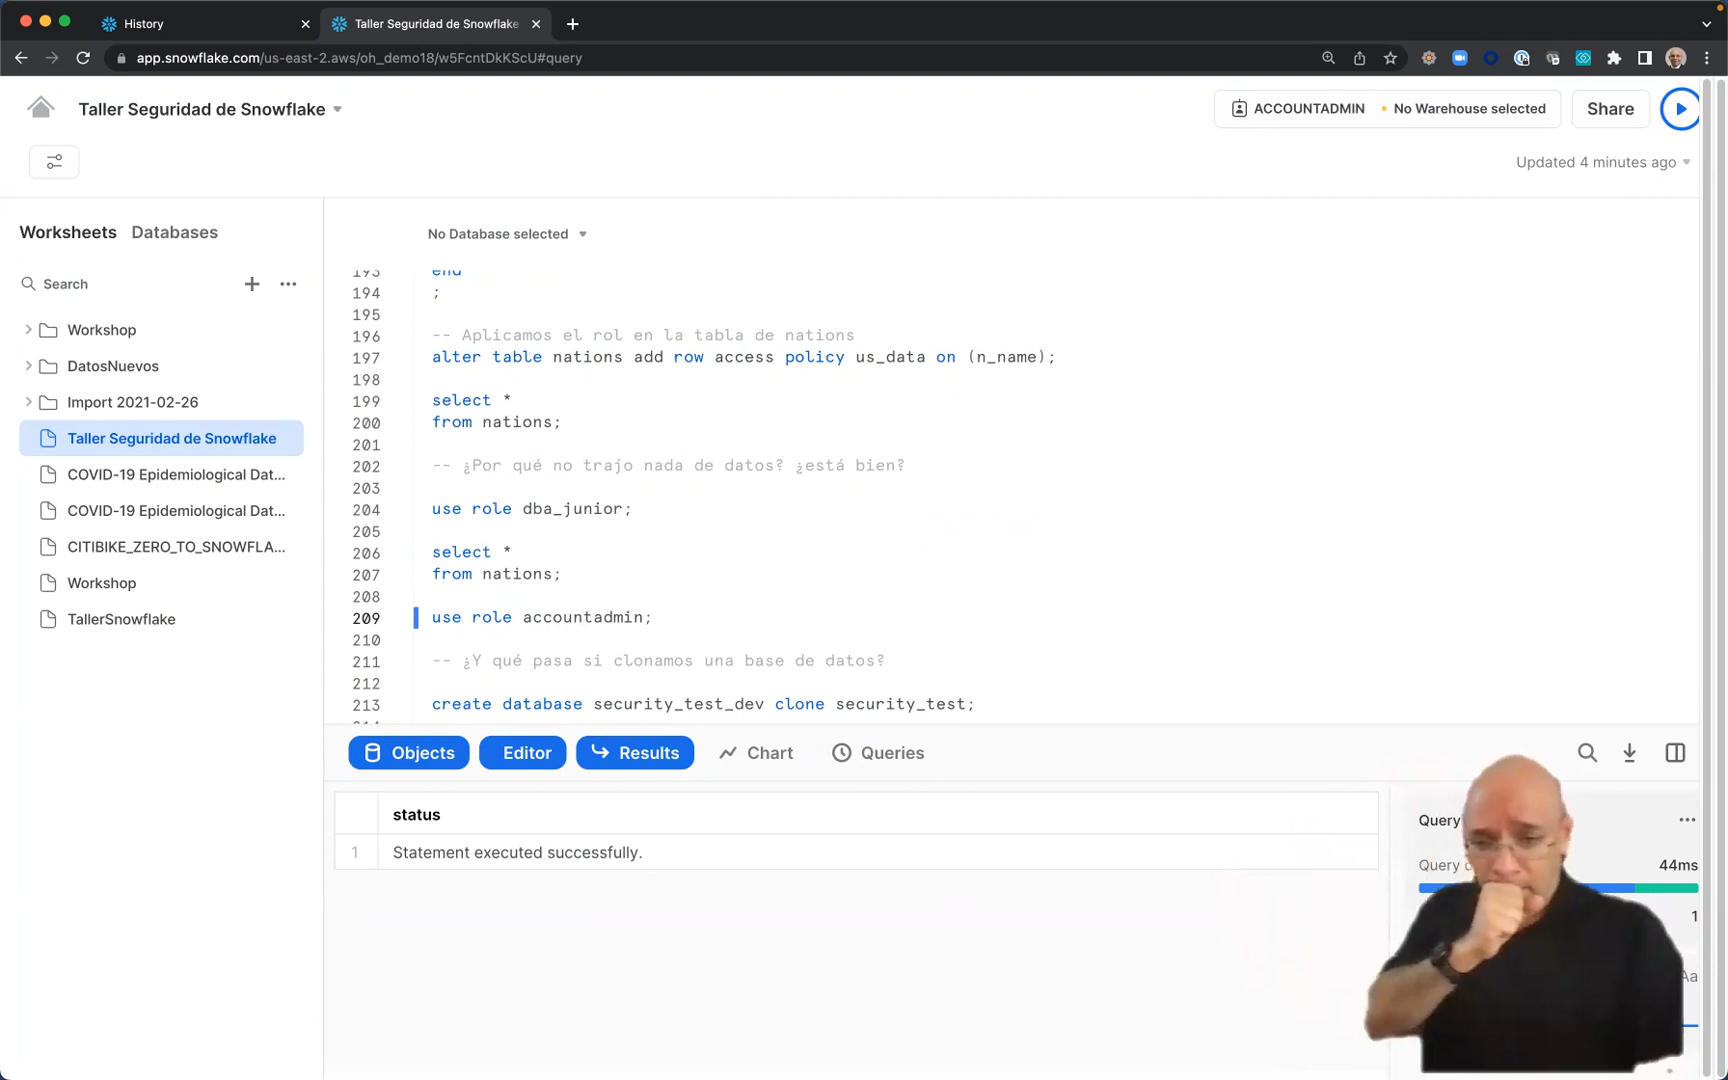 History
Taller Seguridad de Snowflake
app.snowflake.com/us-east-2.aws/oh_demo18/w5FcntDkKScU#query
Taller Seguridad de Snowflake
ACCOUNTADMIN
No Warehouse selected
Share
Updated 4 minutes ago
Worksheets
Databases
No Database selected
Search
Workshop
DatosNuevos
Import 2021-02-26
Taller Seguridad de Snowflake
COVID-19 Epidemiological Dat...
COVID-19 Epidemiological Dat...
CITIBIKE_ZERO_TO_SNOWFLA...
Workshop
TallerSnowflake
193 end
194 ;
195
196 -- Aplicamos el rol en la tabla de nations
197 alter table nations add row access policy us_data on (n_name);
198
199 select *
200 from nations;
201
202 -- ¿Por qué no trajo nada de datos? ¿está bien?
203
204 use role dba_junior;
205
206 select *
207 from nations;
208
209 use role accountadmin;
210
211 -- ¿Y qué pasa si clonamos una base de datos?
212
213 create database security_test_dev clone security_test;
Objects
Editor
Results
Chart
Queries
status
1 Statement executed successfully.
Query
Query
44ms
1
Aa